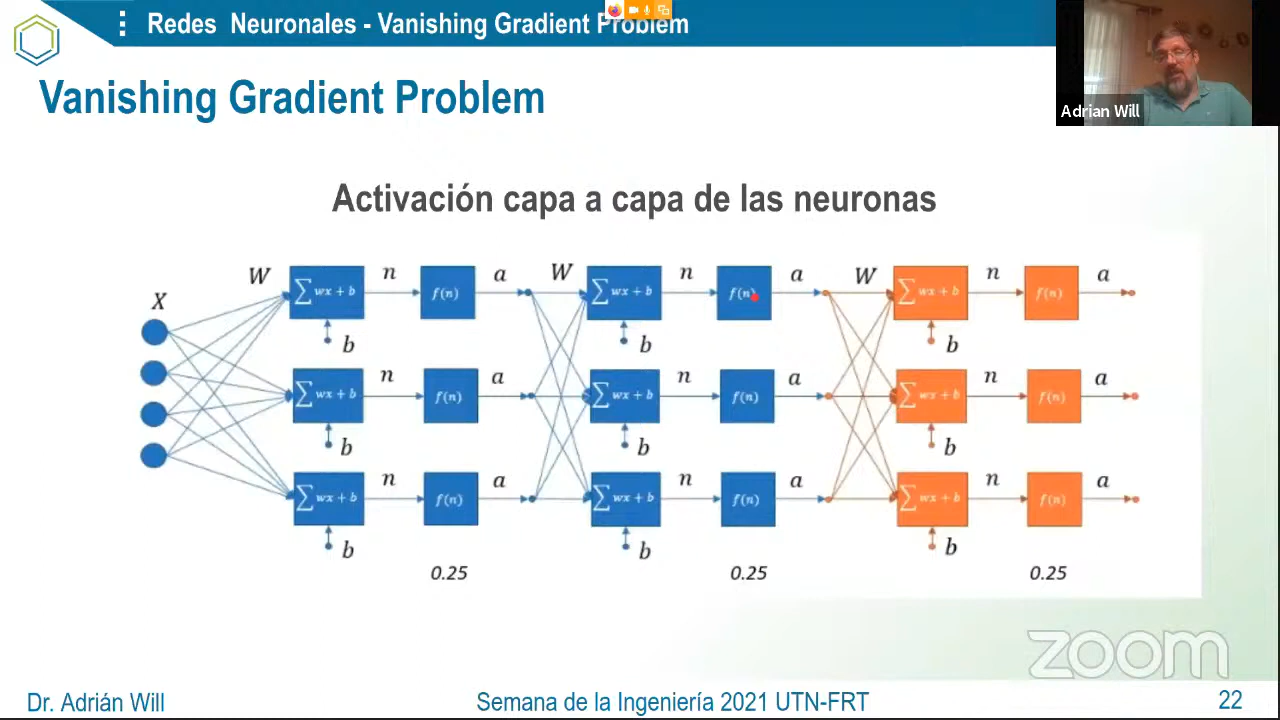 Redes Neuronales - Vanishing Gradient Problem
Vanishing Gradient Problem
Adrian Will
Activación capa a capa de las neuronas
X
W ∑ wx + b n f(n) a W ∑ wx + b n f(n) a W ∑ wx + b n f(n) a
b b b
∑ wx + b n f(n) a ∑ wx + b n f(n) a ∑ wx + b n f(n) a
b b b
∑ wx + b n f(n) a ∑ wx + b n f(n) a ∑ wx + b n f(n) a
b b b
0.25 0.25 0.25
zoom
Dr. Adrián Will Semana de la Ingeniería 2021 UTN-FRT 22